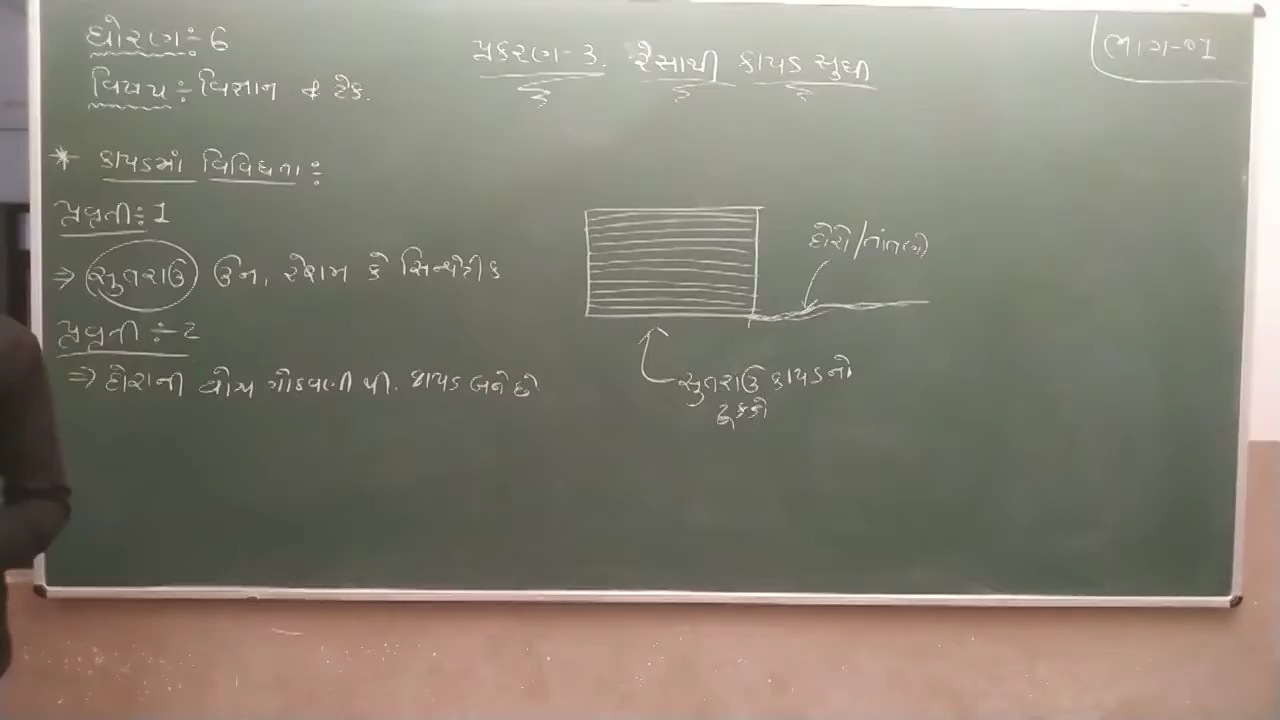 ધોરણ ÷ 6
વિષય ÷ વિજ્ઞાન & ટેક.
પ્રકરણ - 3. રેસાથી કાપડ સુધી
ભાગ-01
* કાપડમાં વિવિધતા ÷
પ્રવૃતી ÷ 1
⇒ સુતરાઉ ઉન, રેશમ કે સિન્થેટીક
પ્રવૃતી ÷ 2
⇒ દોરાની યોગ્ય ગોઠવણી થી. કાપડ બને છે.
દોરો/તાંતણો
સુતરાઉ કાપડનો
ટુકડો